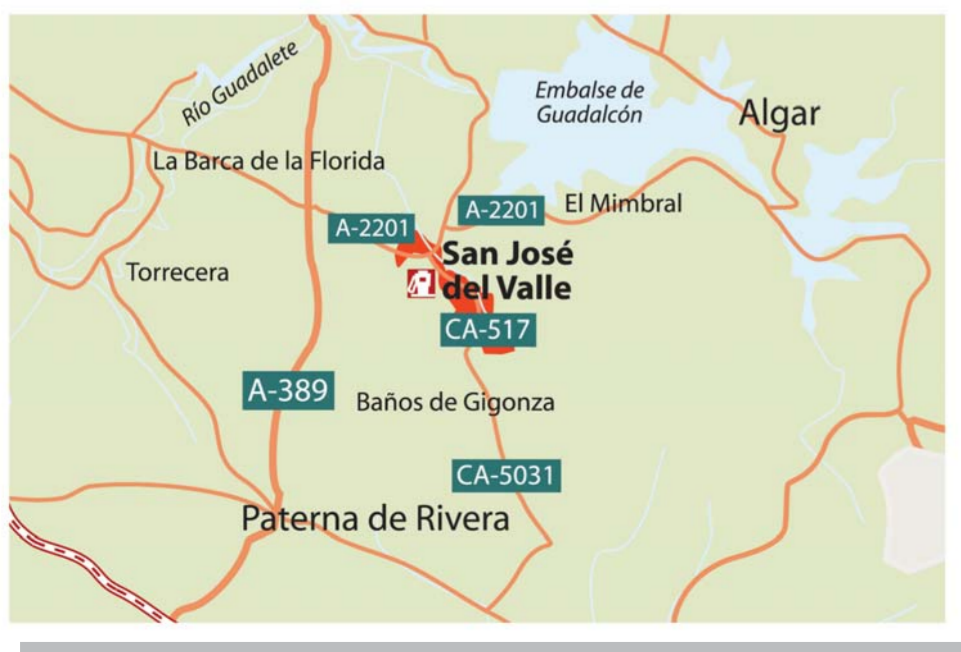 Río Guadalete
Embalse de
Guadalcón
Algar
La Barca de la Florida
A-2201
El Mimbral
A-2201
San José
del Valle
Torrecera
CA-517
A-389
Baños de Gigonza
CA-5031
Paterna de Rivera